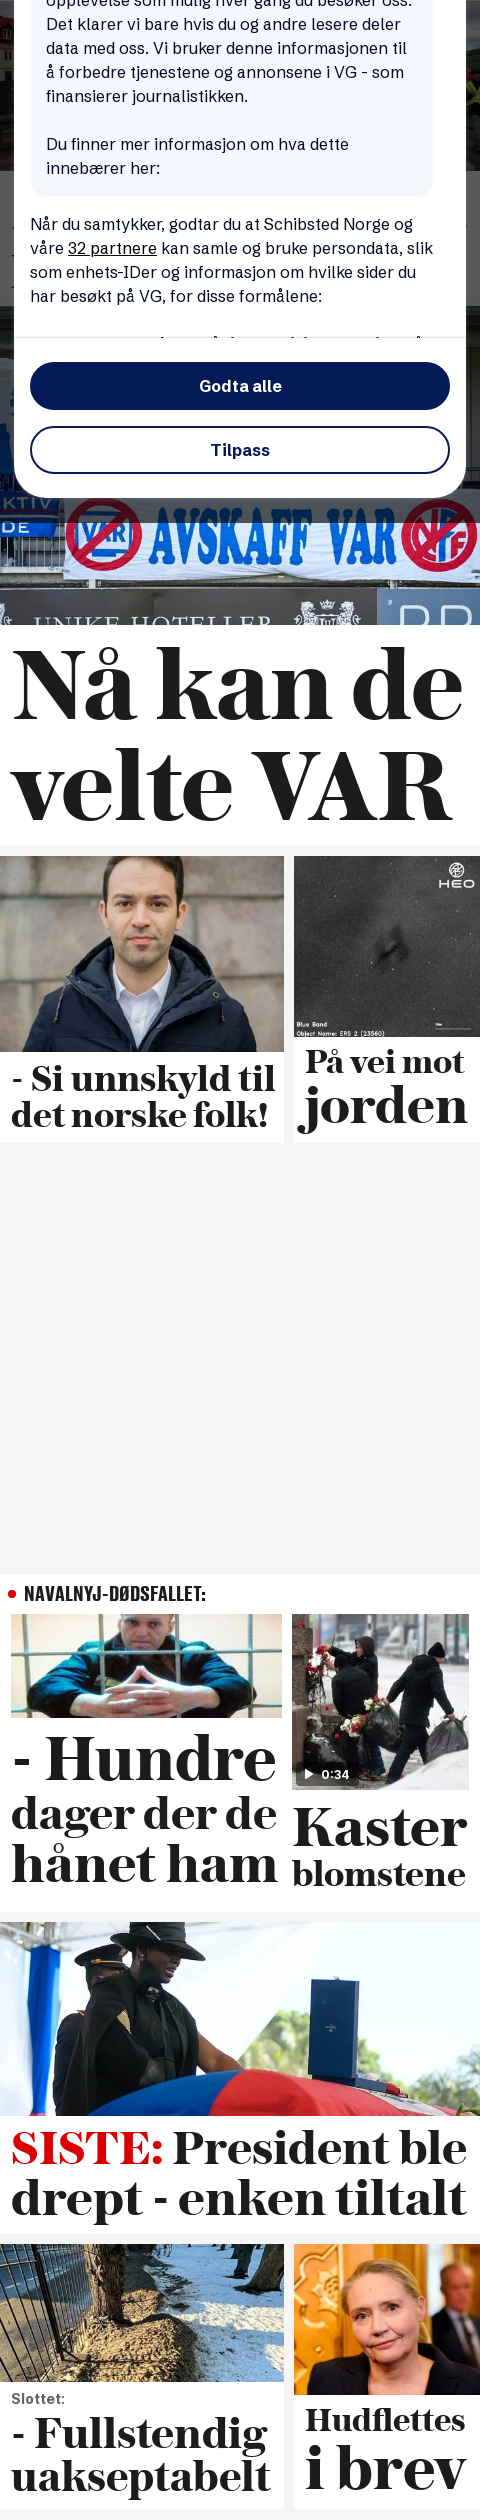 opplevelse som mulig hver gang du besøker oss.
Det klarer vi bare hvis du og andre lesere deler
data med oss. Vi bruker denne informasjonen til
å forbedre tjenestene og annonsene i VG - som
finansierer journalistikken.
Du finner mer informasjon om hva dette
innebærer her:
Når du samtykker, godtar du at Schibsted Norge og
våre 32 partnere kan samle og bruke persondata, slik
som enhets-IDer og informasjon om hvilke sider du
har besøkt på VG, for disse formålene:
Godta alle
Tilpass
VAR AVSKAFF VAR NFF
DE
UNIKE HOTELLER
Nå kan de
velte VAR
- Si unnskyld til
det norske folk!
HEO
Blue Band
Object Name: ERS 2 (23560)
På vei mot
jorden
NAVALNYJ-DØDSFALLET:
- Hundre
dager der de
hånet ham
0:34
Kaster
blomstene
SISTE: President ble
drept - enken tiltalt
Slottet:
- Fullstendig
uakseptabelt
Hudflettes
i brev